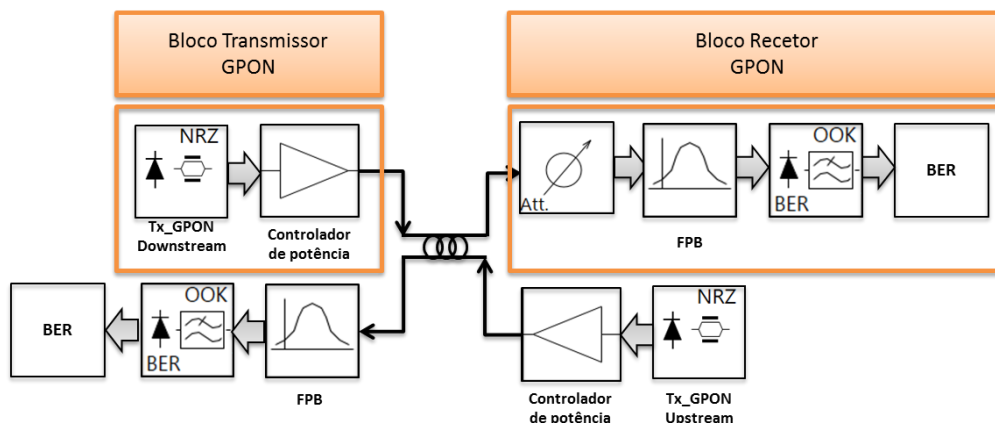 Bloco Transmissor
GPON
Bloco Recetor
GPON
NRZ
Tx_GPON
Downstream
Controlador
de potência
Att.
FPB
OOK
BER
BER
BER
OOK
BER
FPB
Controlador
de potência
NRZ
Tx_GPON
Upstream